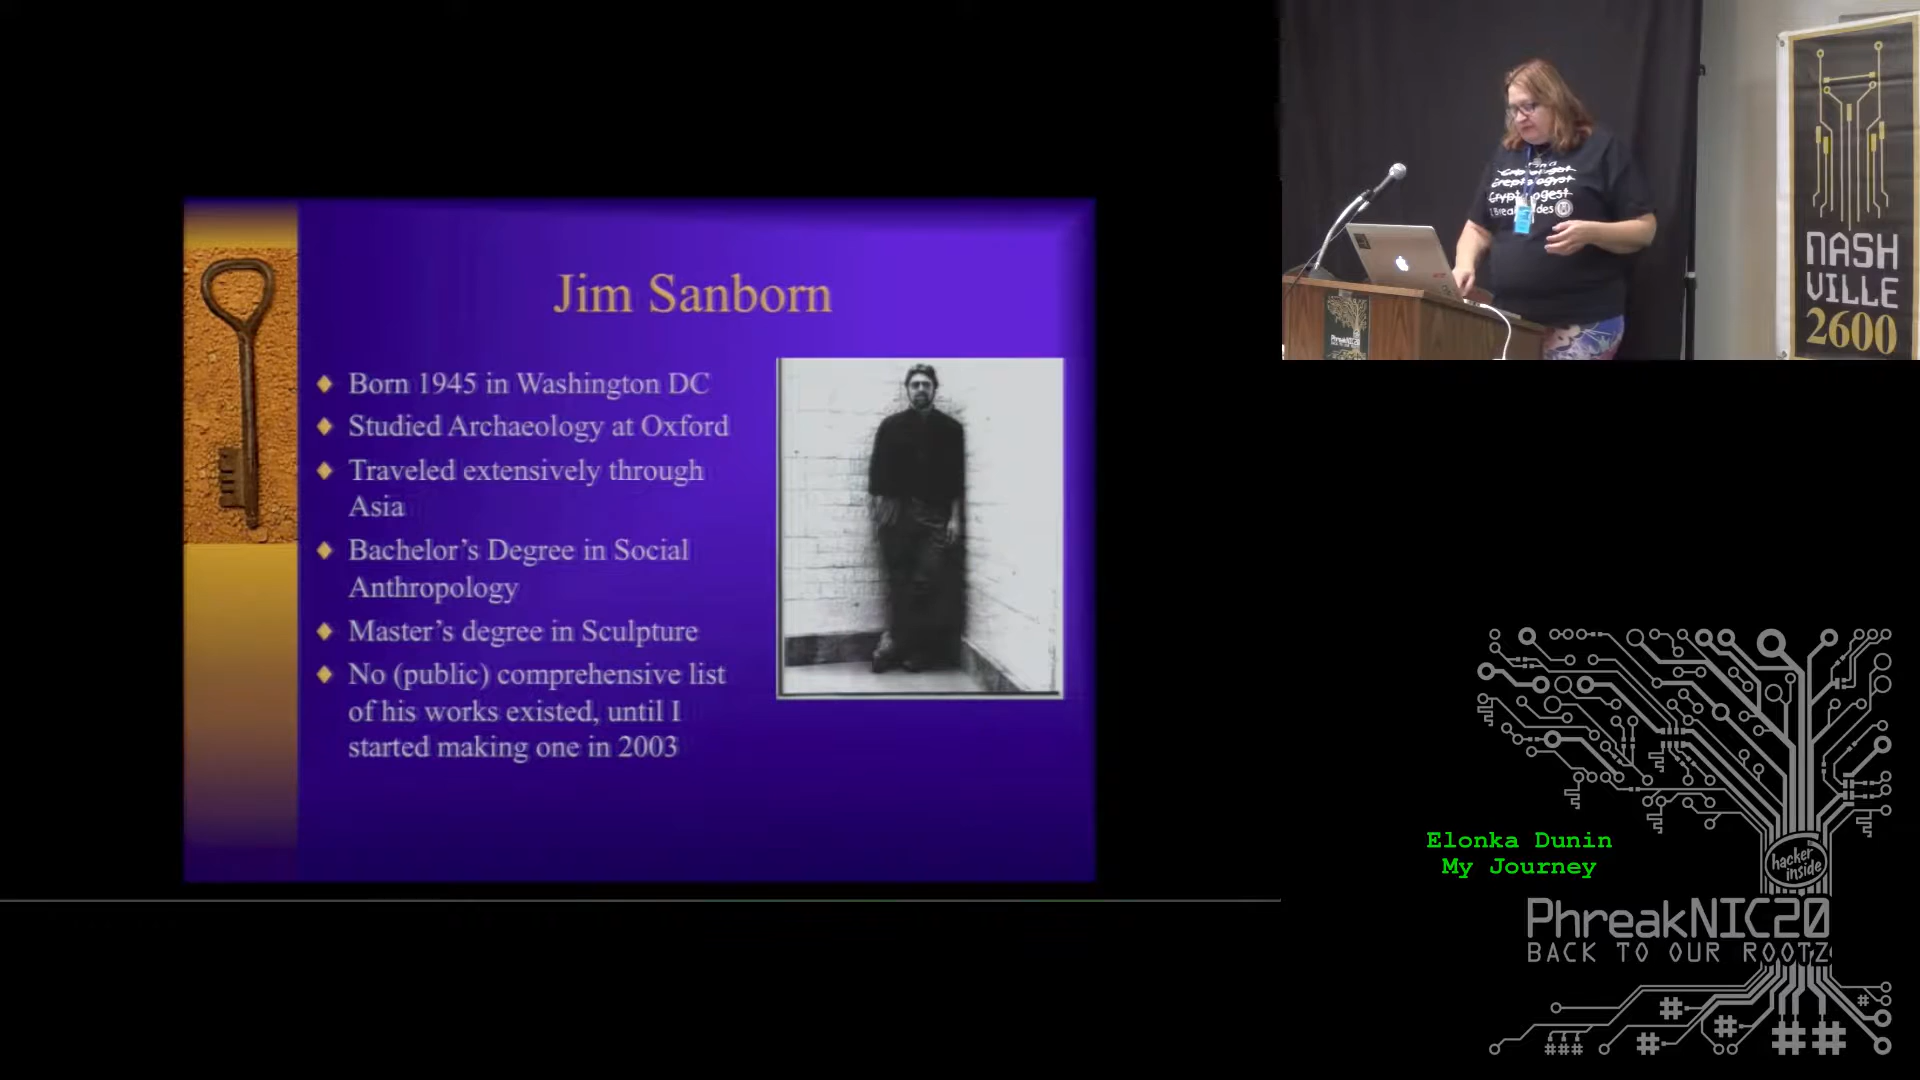 Jim Sanborn
Born 1945 in Washington DC
Studied Archaeology at Oxford
Traveled extensively through
Asia
Bachelor's Degree in Social
Anthropology
Master's degree in Sculpture
No (public) comprehensive list
of his works existed, until I
started making one in 2003
NASH
VILLE
2600
PhreakNIC20
Elonka Dunin
My Journey
hacker
inside
PhreakNIC20
BACK TO OUR ROOTZ
# # # ##
###